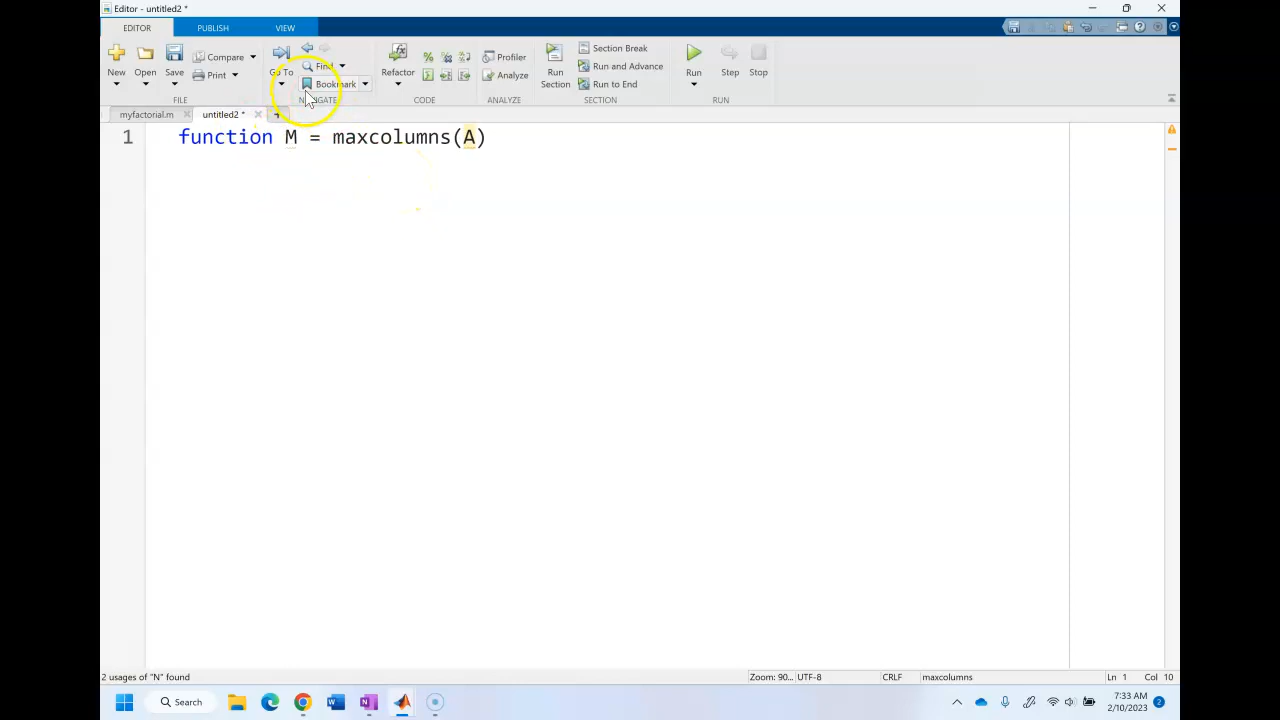 Editor - untitled2 *
EDITOR PUBLISH VIEW
New Open Save Compare Print
Go To Find Bookmark
Refactor Profiler Analyze
Run Section Section Break Run and Advance Run to End
Run Step Stop
FILE NAVIGATE CODE ANALYZE SECTION RUN
myfactorial.m untitled2 *
1 function M = maxcolumns(A)
2 usages of "N" found Zoom: 90... UTF-8 CRLF maxcolumns Ln 1 Col 10
Search
7:33 AM
2/10/2023 2